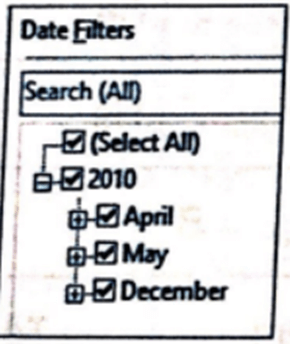 Date Filters
Search (All)
(Select All)
2010
April
May
December